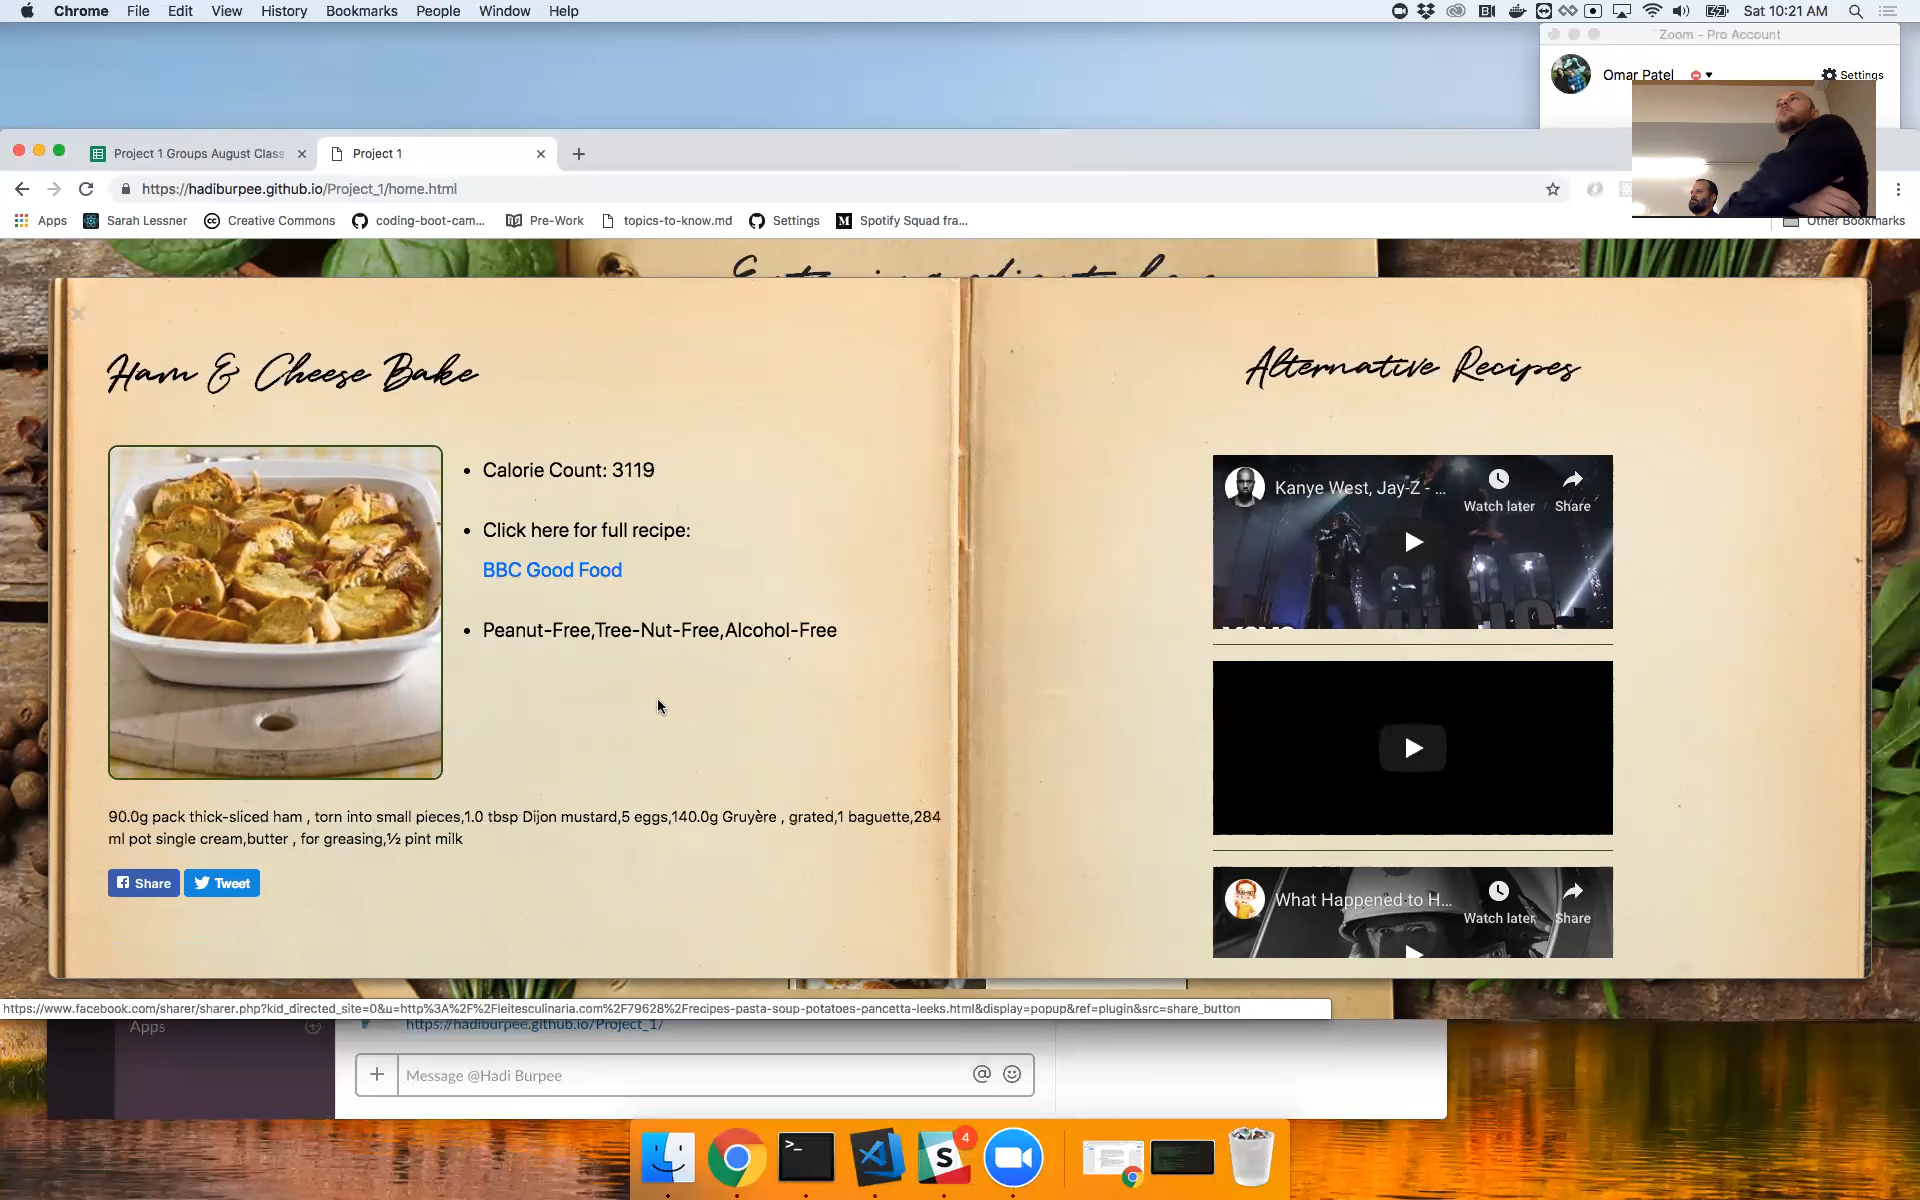 Chrome File Edit View History Bookmarks People Window Help
Sat 10:21 AM
Zoom - Pro Account
Omar Patel
Settings
Project 1 Groups August Class
Project 1
https://hadiburpee.github.io/Project_1/home.html
Apps
Sarah Lessner
Creative Commons
coding-boot-cam...
Pre-Work
topics-to-know.md
Settings
Spotify Squad fra...
Other Bookmarks
Ham & Cheese Bake
Calorie Count: 3119
Click here for full recipe:
BBC Good Food
Peanut-Free,Tree-Nut-Free,Alcohol-Free
90.0g pack thick-sliced ham , torn into small pieces,1.0 tbsp Dijon mustard,5 eggs,140.0g Gruyère , grated,1 baguette,284
ml pot single cream,butter , for greasing,½ pint milk
Share
Tweet
Alternative Recipes
Kanye West, Jay-Z - ...
Watch later
Share
What Happened to H...
Watch later
Share
https://www.facebook.com/sharer/sharer.php?kid_directed_site=0&u=http%3A%2F%2Fleitesculinaria.com%2F79628%2Frecipes-pasta-soup-potatoes-pancetta-leeks.html&display=popup&ref=plugin&src=share_button
Apps
https://hadiburpee.github.io/Project_1/
Message @Hadi Burpee
4